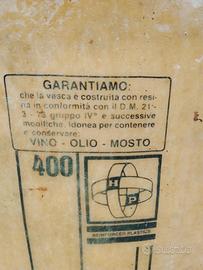 GARANTIAMO:
che la vasca è costruita con resi-
na in conformità con il D.M. 21-
3 - 73 gruppo IV° e successive
modifiche. Idonea per contenere
e conservare:
VINO - OLIO - MOSTO
400
H
P
REINFORCED PLASTICS
subito